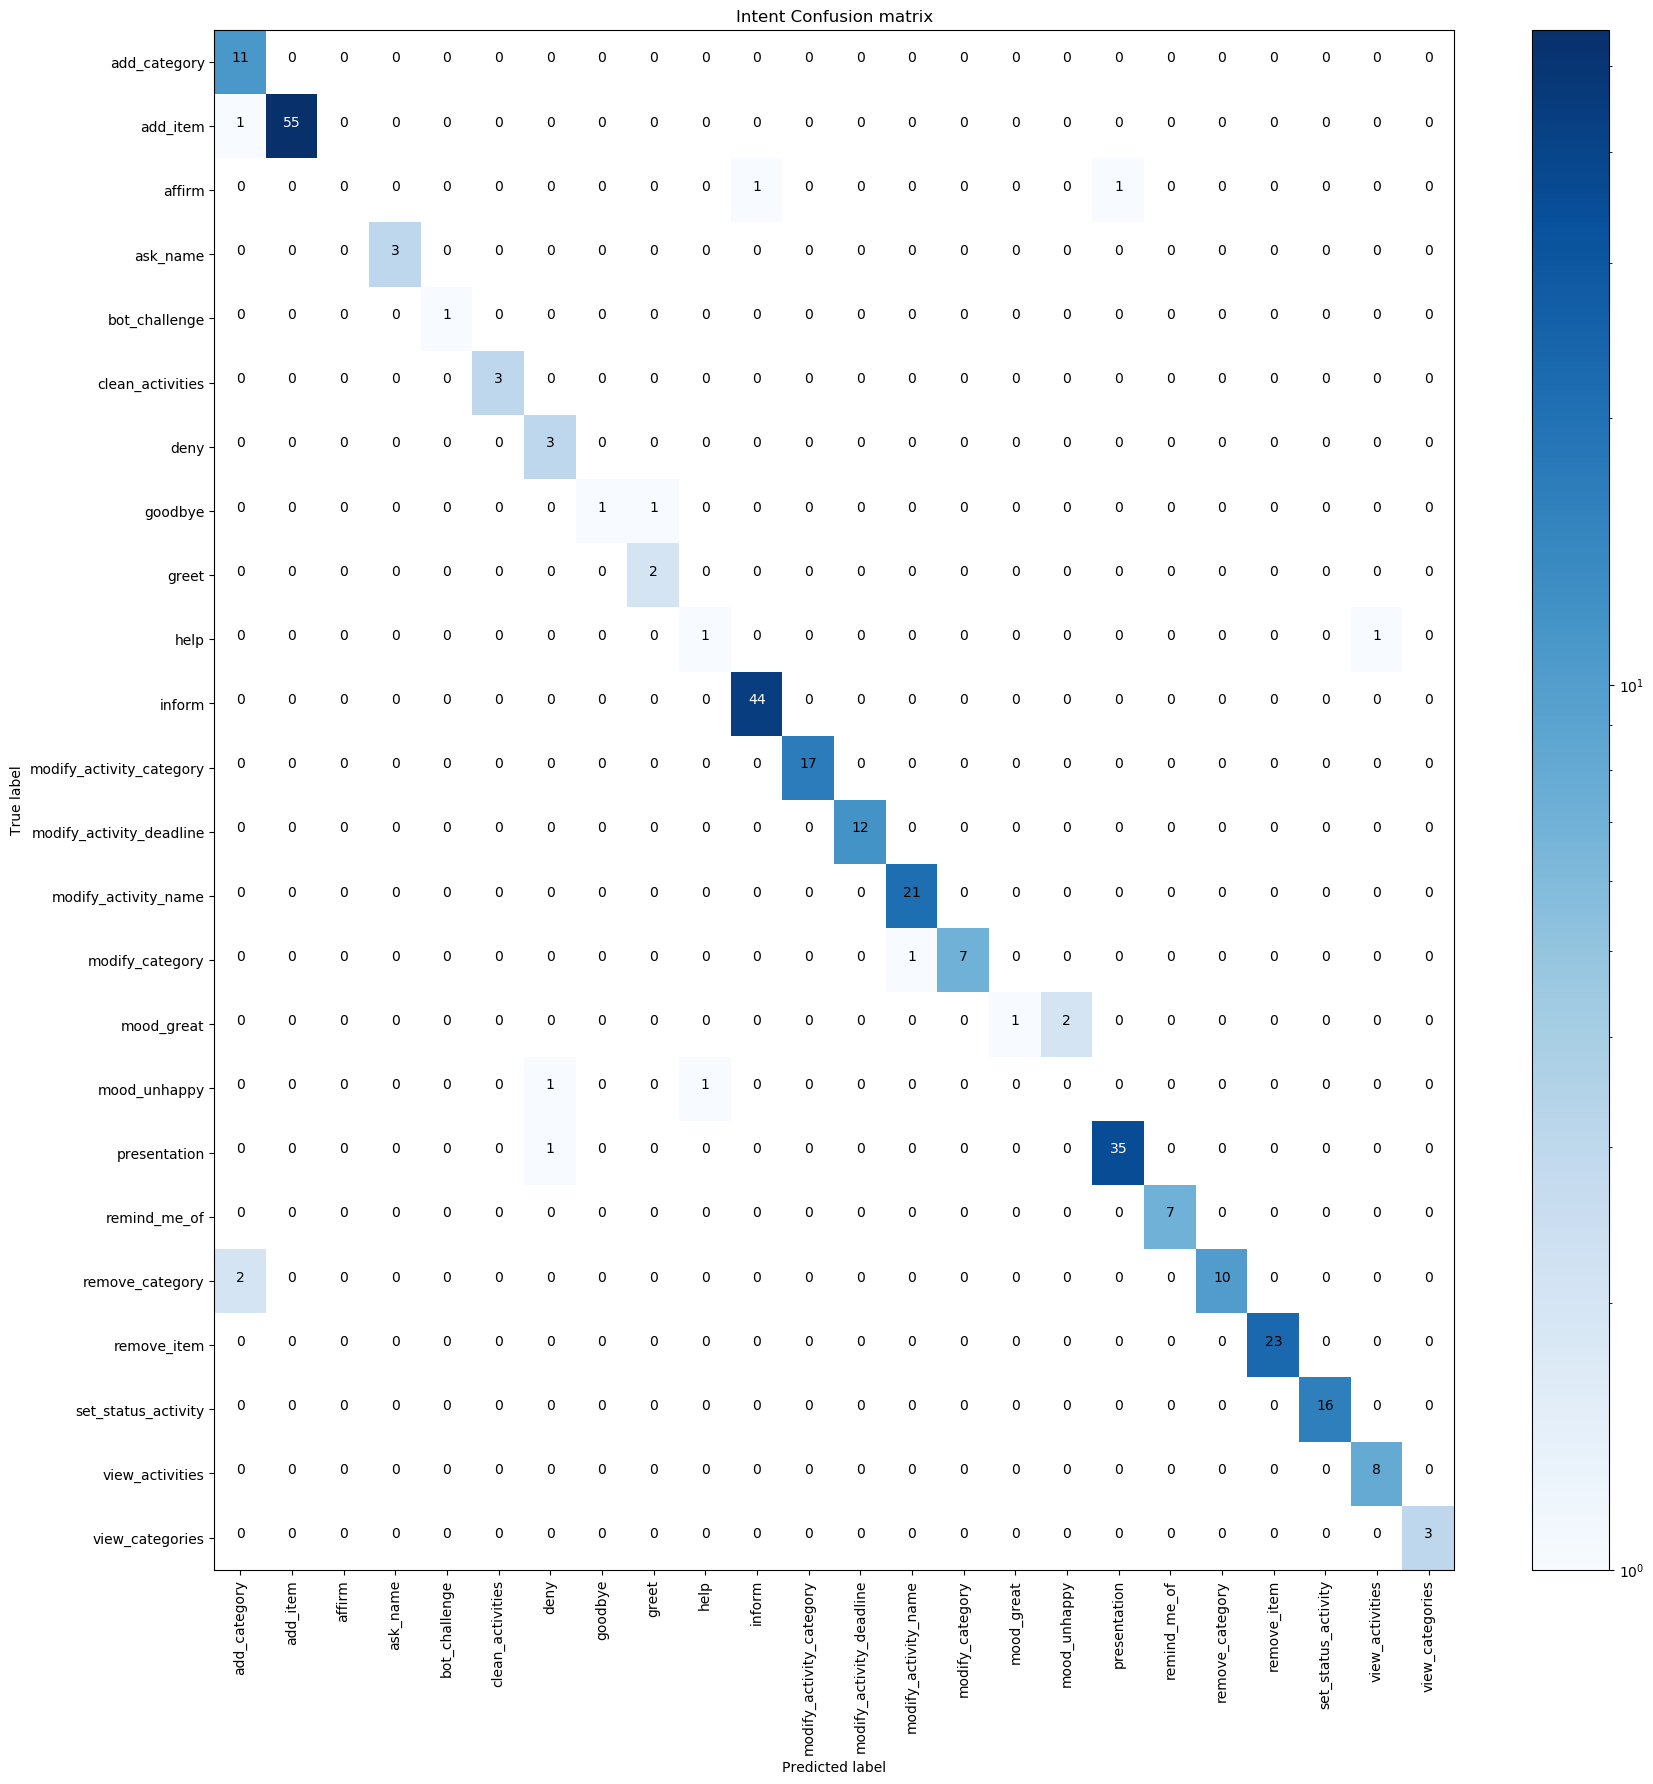 Intent Confusion matrix
add_category 11 0 0 0 0 0 0 0 0 0 0 0 0 0 0 0 0 0 0 0 0 0 0 0
add_item 1 55 0 0 0 0 0 0 0 0 0 0 0 0 0 0 0 0 0 0 0 0 0 0
affirm 0 0 0 0 0 0 0 0 0 0 1 0 0 0 0 0 0 1 0 0 0 0 0 0
ask_name 0 0 0 3 0 0 0 0 0 0 0 0 0 0 0 0 0 0 0 0 0 0 0 0
bot_challenge 0 0 0 0 1 0 0 0 0 0 0 0 0 0 0 0 0 0 0 0 0 0 0 0
clean_activities 0 0 0 0 0 3 0 0 0 0 0 0 0 0 0 0 0 0 0 0 0 0 0 0
deny 0 0 0 0 0 0 3 0 0 0 0 0 0 0 0 0 0 0 0 0 0 0 0 0
goodbye 0 0 0 0 0 0 0 1 1 0 0 0 0 0 0 0 0 0 0 0 0 0 0 0
greet 0 0 0 0 0 0 0 0 2 0 0 0 0 0 0 0 0 0 0 0 0 0 0 0
help 0 0 0 0 0 0 0 0 0 1 0 0 0 0 0 0 0 0 0 0 0 0 1 0
inform 0 0 0 0 0 0 0 0 0 0 44 0 0 0 0 0 0 0 0 0 0 0 0 0
modify_activity_category 0 0 0 0 0 0 0 0 0 0 0 17 0 0 0 0 0 0 0 0 0 0 0 0
modify_activity_deadline 0 0 0 0 0 0 0 0 0 0 0 0 12 0 0 0 0 0 0 0 0 0 0 0
modify_activity_name 0 0 0 0 0 0 0 0 0 0 0 0 0 21 0 0 0 0 0 0 0 0 0 0
modify_category 0 0 0 0 0 0 0 0 0 0 0 0 0 1 7 0 0 0 0 0 0 0 0 0
mood_great 0 0 0 0 0 0 0 0 0 0 0 0 0 0 0 1 2 0 0 0 0 0 0 0
mood_unhappy 0 0 0 0 0 0 1 0 0 1 0 0 0 0 0 0 0 0 0 0 0 0 0 0
presentation 0 0 0 0 0 0 1 0 0 0 0 0 0 0 0 0 0 35 0 0 0 0 0 0
remind_me_of 0 0 0 0 0 0 0 0 0 0 0 0 0 0 0 0 0 0 7 0 0 0 0 0
remove_category 2 0 0 0 0 0 0 0 0 0 0 0 0 0 0 0 0 0 0 10 0 0 0 0
remove_item 0 0 0 0 0 0 0 0 0 0 0 0 0 0 0 0 0 0 0 0 23 0 0 0
set_status_activity 0 0 0 0 0 0 0 0 0 0 0 0 0 0 0 0 0 0 0 0 0 16 0 0
view_activities 0 0 0 0 0 0 0 0 0 0 0 0 0 0 0 0 0 0 0 0 0 0 8 0
view_categories 0 0 0 0 0 0 0 0 0 0 0 0 0 0 0 0 0 0 0 0 0 0 0 3
True label
add_category
add_item
affirm
ask_name
bot_challenge
clean_activities
deny
goodbye
greet
help
inform
modify_activity_category
modify_activity_deadline
modify_activity_name
modify_category
mood_great
mood_unhappy
presentation
remind_me_of
remove_category
remove_item
set_status_activity
view_activities
view_categories
Predicted label
10¹
10⁰